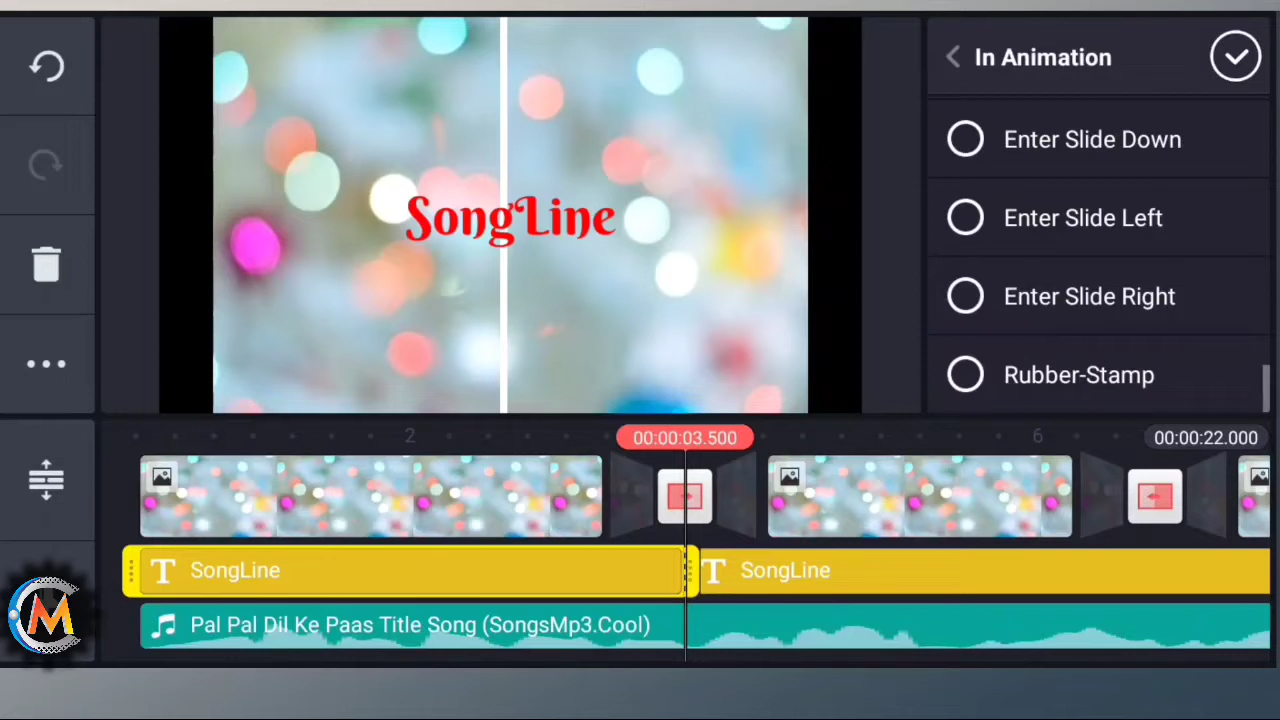 In Animation
Enter Slide Down
SongLine
Enter Slide Left
Enter Slide Right
Rubber-Stamp
2
00:00:03.500
6
00:00:22.000
T SongLine
T SongLine
Pal Pal Dil Ke Paas Title Song (SongsMp3.Cool)
CM